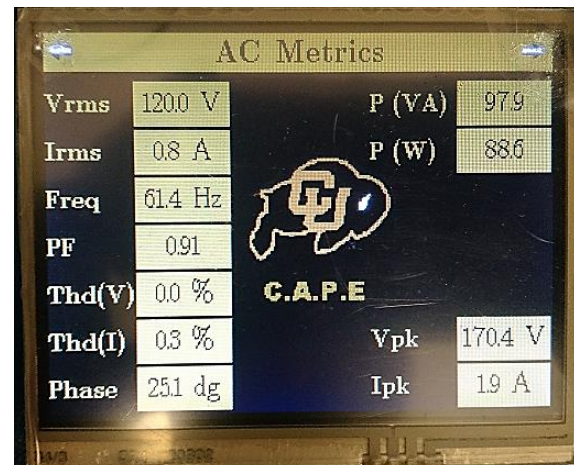 AC Metrics
Vrms 120.0 V P (VA) 97.9
Irms 0.8 A P (W) 88.6
Freq 61.4 Hz
PF 0.91
CU
Thd(V) 0.0 % C.A.P.E
Thd(I) 0.3 % Vpk 170.4 V
Phase 25.1 dg Ipk 1.9 A